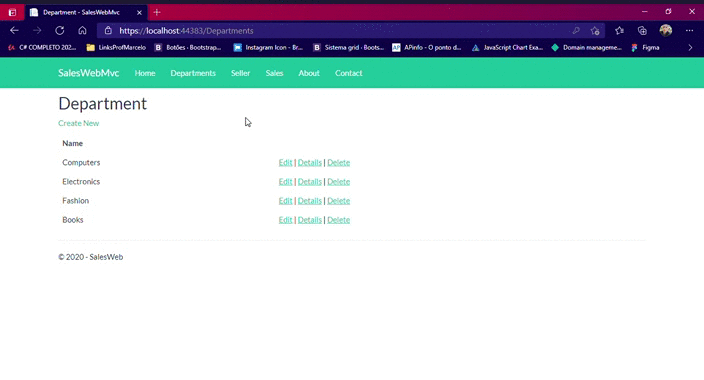 Department - SalesWebMvc
https://localhost:44383/Departments
C# COMPLETO 202... LinksProfMarcelo Botões - Bootstrap... Instagram Icon - Br... Sistema grid · Boots... APinfo - O ponto d... JavaScript Chart Exa... Domain manageme... Figma
SalesWebMvc Home Departments Seller Sales About Contact
Department
Create New
Name
Computers Edit | Details | Delete
Electronics Edit | Details | Delete
Fashion Edit | Details | Delete
Books Edit | Details | Delete
© 2020 - SalesWeb